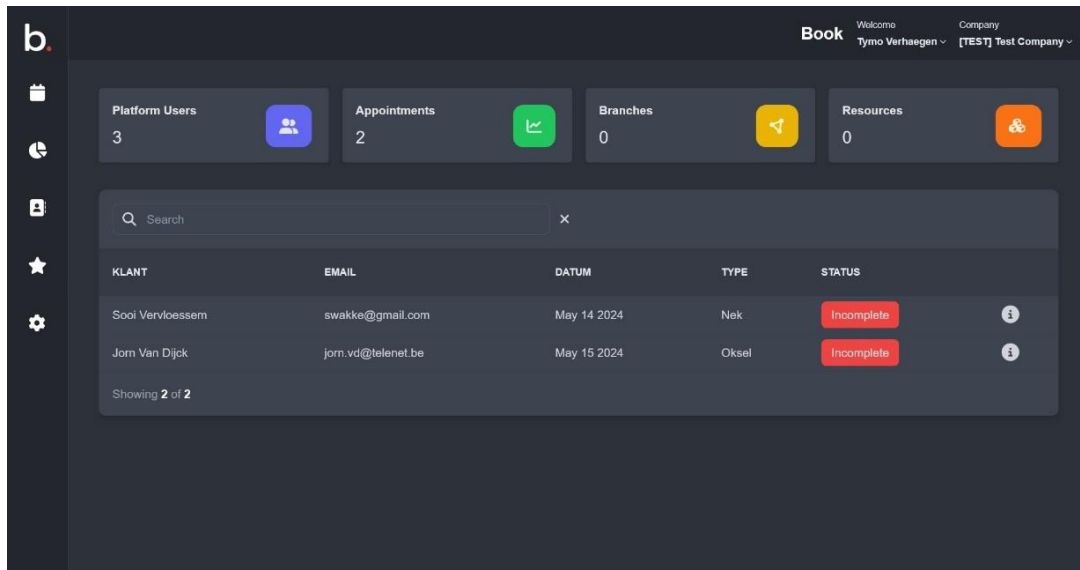 b.
Book
Welcome
Tymo Verhaegen
Company
[TEST] Test Company
Platform Users
3
Appointments
2
Branches
0
Resources
0
Search
KLANT EMAIL DATUM TYPE STATUS
Sooi Vervloessem swakke@gmail.com May 14 2024 Nek Incomplete
Jorn Van Dijck jorn.vd@telenet.be May 15 2024 Oksel Incomplete
Showing 2 of 2